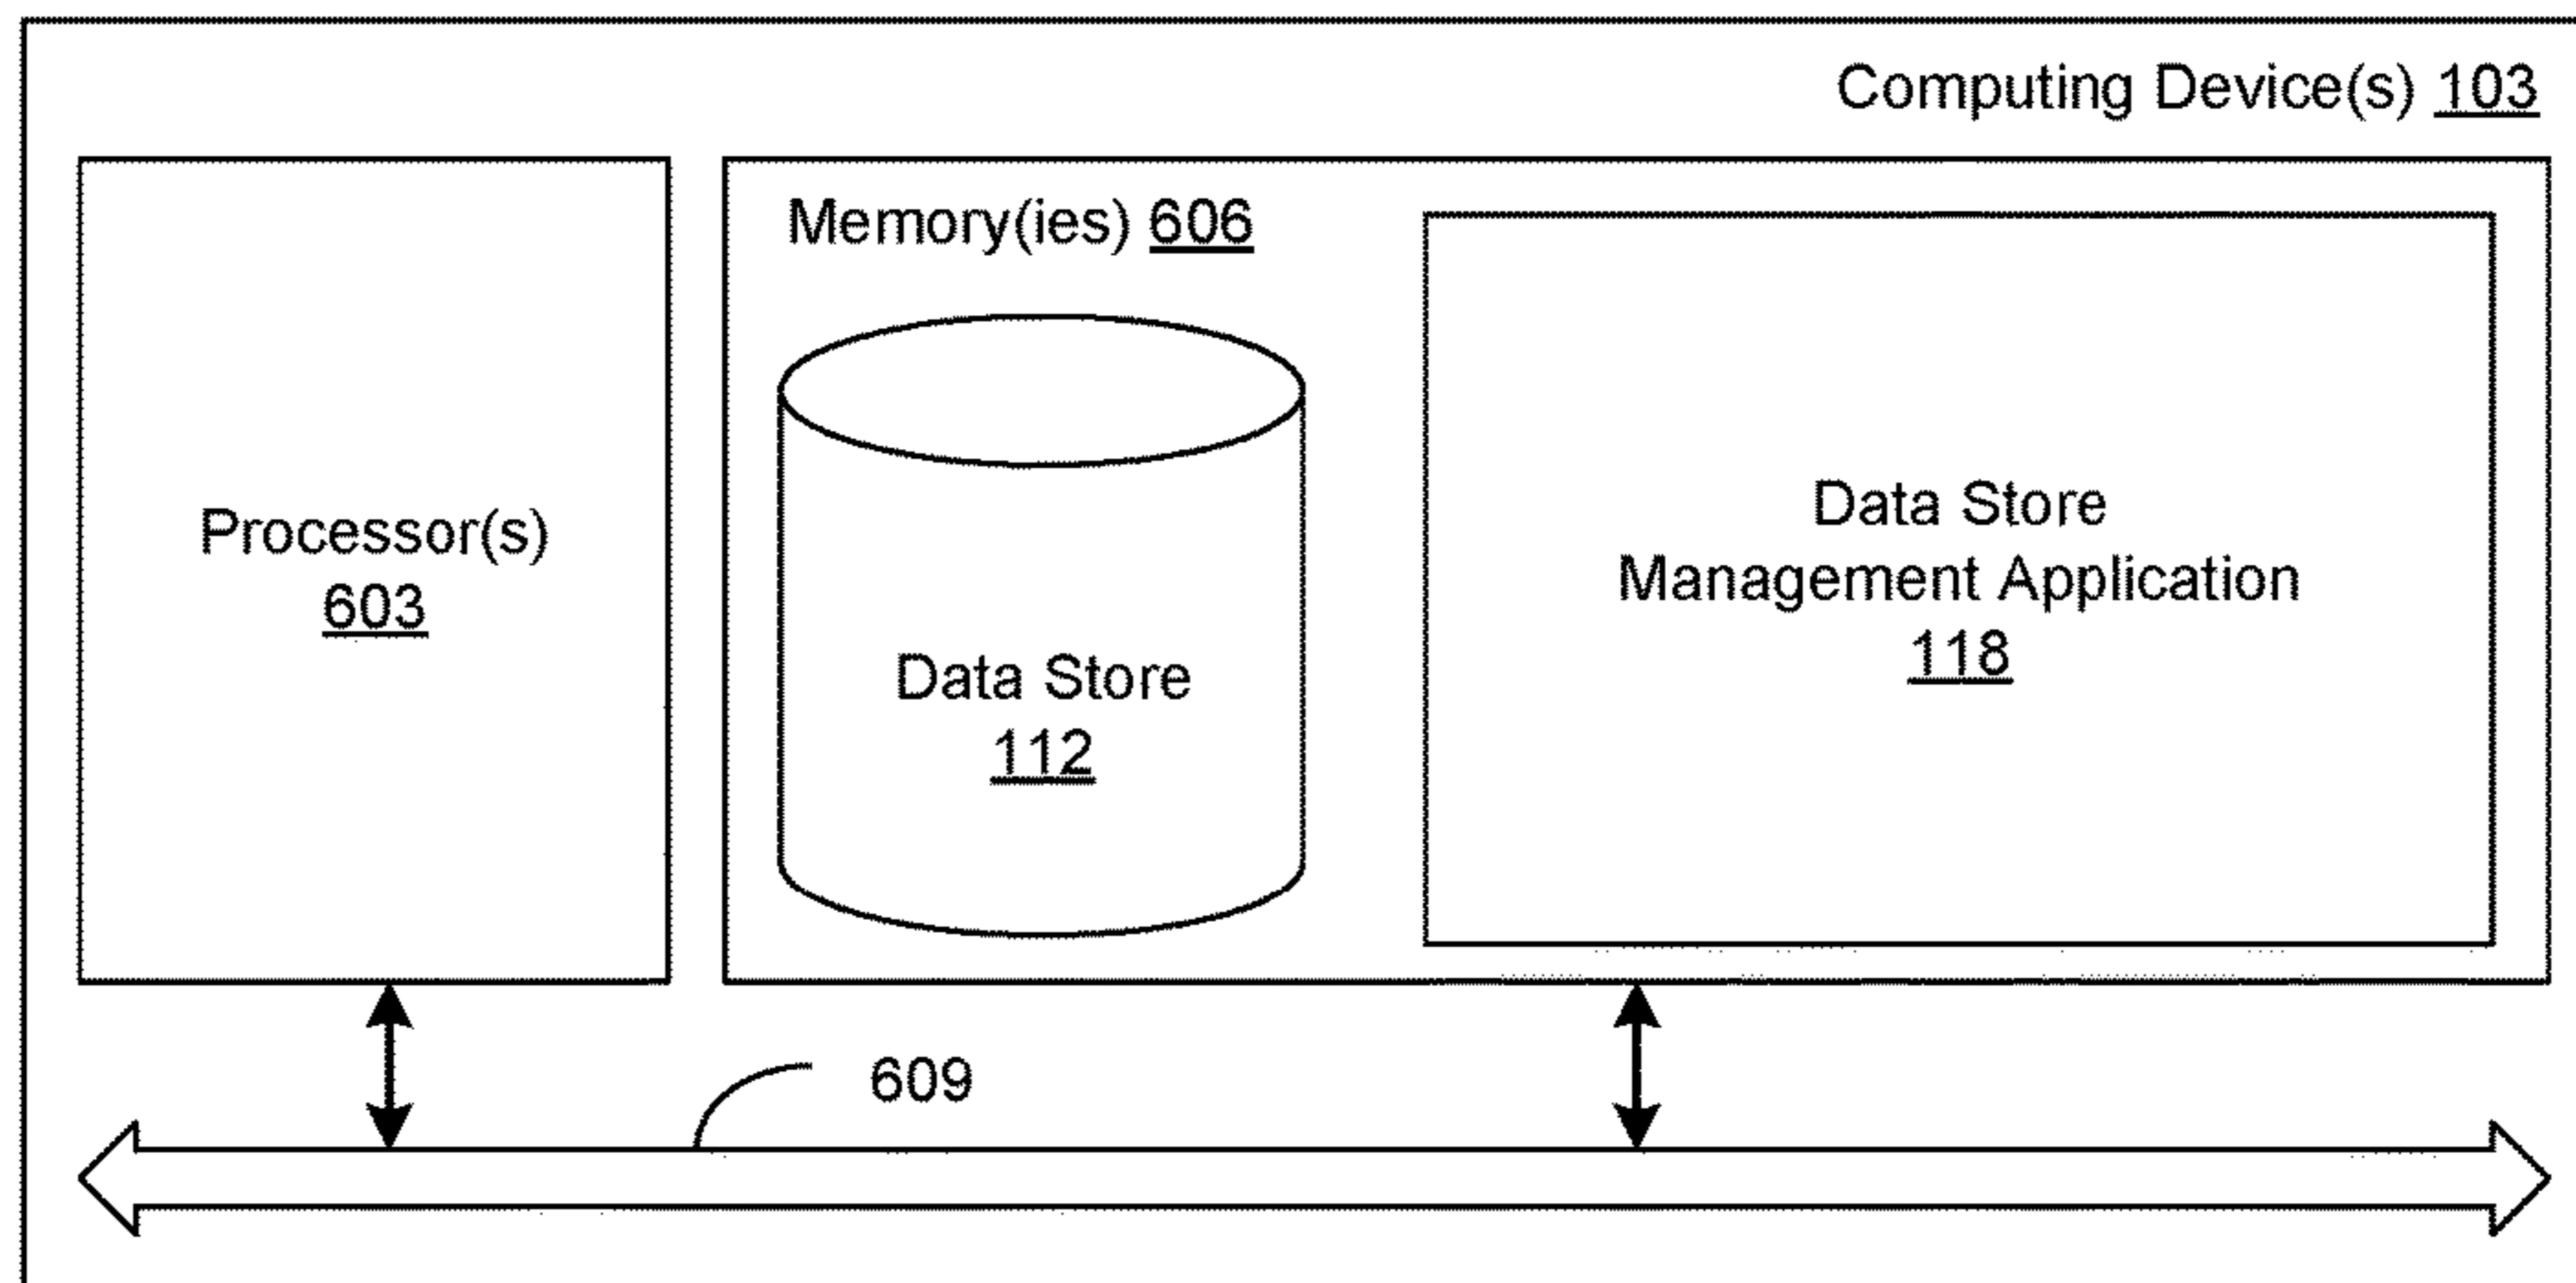 Computing Device(s) 103
Memory(ies) 606
Processor(s)
603
Data Store
112
Data Store
Management Application
118
609